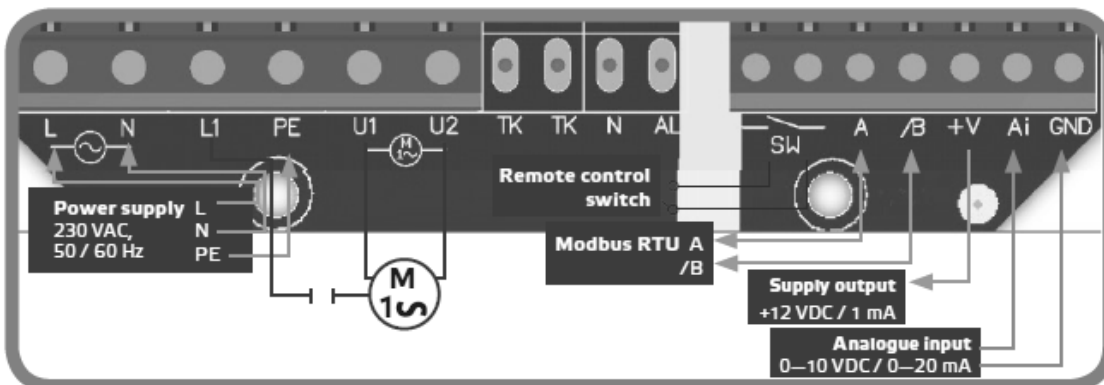 L N L1 PE U1 U2 TK TK N AL SW A /B +V Ai GND
M
1~
Power supply L
230 VAC, N
50 / 60 Hz PE
Remote control
switch
Modbus RTU A
/B
M
1
Supply output
+12 VDC / 1 mA
Analogue input
0—10 VDC / 0—20 mA